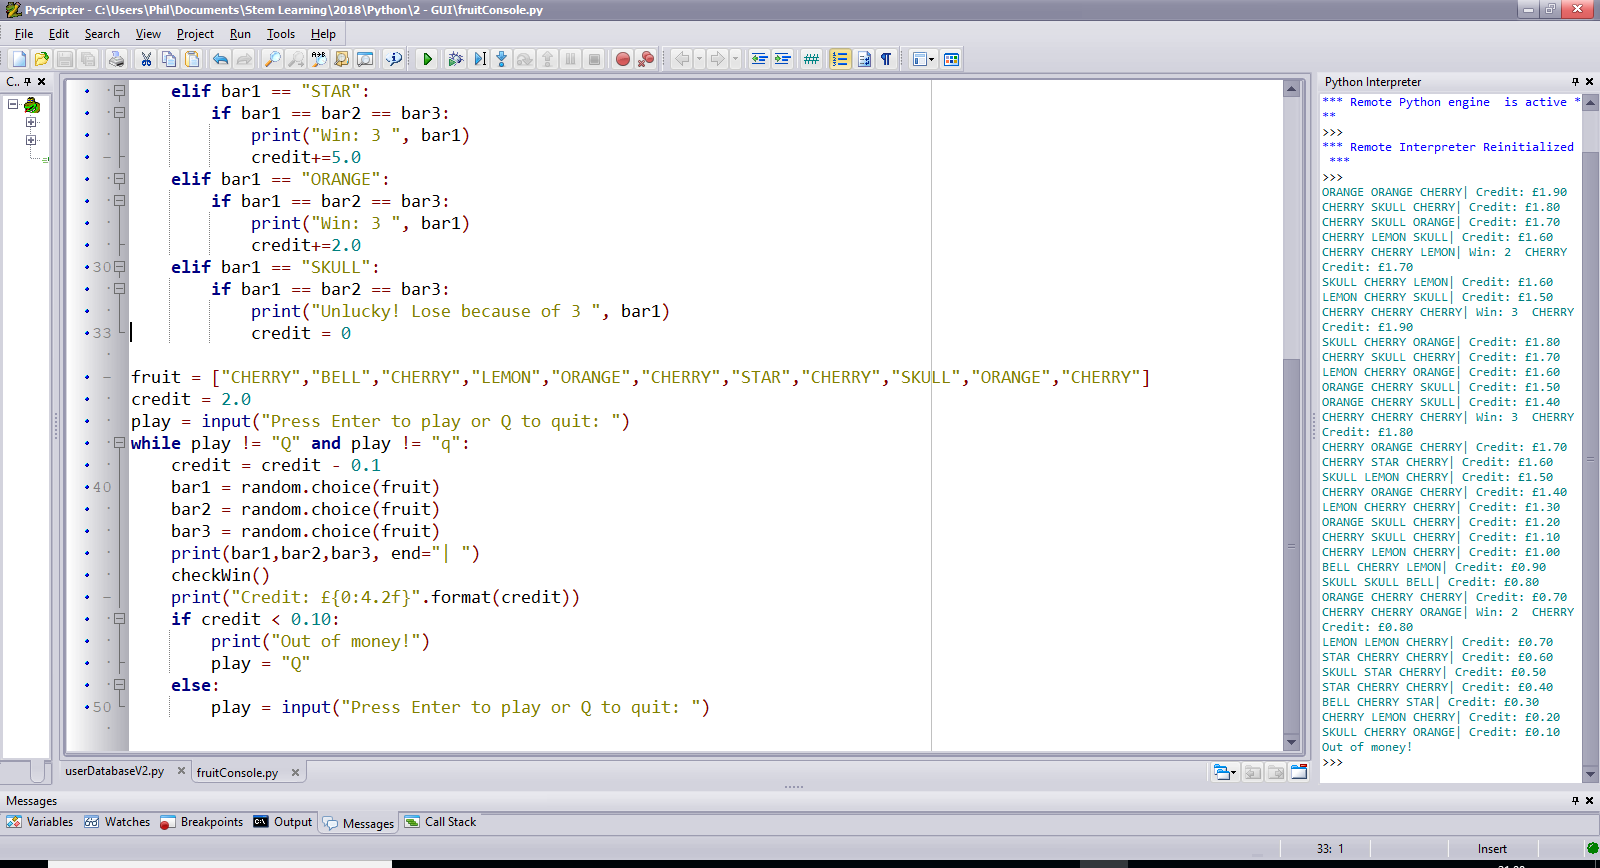 PyScripter - C:\Users\Phil\Documents\Stem Learning\2018\Python\2 - GUI\fruitConsole.py
File Edit Search View Project Run Tools Help
C..
elif bar1 == "STAR":
if bar1 == bar2 == bar3:
print("Win: 3 ", bar1)
credit+=5.0
elif bar1 == "ORANGE":
if bar1 == bar2 == bar3:
print("Win: 3 ", bar1)
credit+=2.0
30 elif bar1 == "SKULL":
if bar1 == bar2 == bar3:
print("Unlucky! Lose because of 3 ", bar1)
33 credit = 0
fruit = ["CHERRY","BELL","CHERRY","LEMON","ORANGE","CHERRY","STAR","CHERRY","SKULL","ORANGE","CHERRY"]
credit = 2.0
play = input("Press Enter to play or Q to quit: ")
while play != "Q" and play != "q":
credit = credit - 0.1
40 bar1 = random.choice(fruit)
bar2 = random.choice(fruit)
bar3 = random.choice(fruit)
print(bar1,bar2,bar3, end="| ")
checkWin()
print("Credit: £{0:4.2f}".format(credit))
if credit < 0.10:
print("Out of money!")
play = "Q"
else:
50 play = input("Press Enter to play or Q to quit: ")
userDatabaseV2.py fruitConsole.py
Python Interpreter
*** Remote Python engine  is active *
**
>>>
*** Remote Interpreter Reinitialized
***
>>>
ORANGE ORANGE CHERRY| Credit: £1.90
CHERRY SKULL CHERRY| Credit: £1.80
CHERRY SKULL ORANGE| Credit: £1.70
CHERRY LEMON SKULL| Credit: £1.60
CHERRY CHERRY LEMON| Win: 2  CHERRY
Credit: £1.70
SKULL CHERRY LEMON| Credit: £1.60
LEMON CHERRY SKULL| Credit: £1.50
CHERRY CHERRY CHERRY| Win: 3  CHERRY
Credit: £1.90
SKULL CHERRY ORANGE| Credit: £1.80
CHERRY SKULL CHERRY| Credit: £1.70
LEMON CHERRY ORANGE| Credit: £1.60
ORANGE CHERRY SKULL| Credit: £1.50
ORANGE CHERRY SKULL| Credit: £1.40
CHERRY CHERRY CHERRY| Win: 3  CHERRY
Credit: £1.80
CHERRY ORANGE CHERRY| Credit: £1.70
CHERRY STAR CHERRY| Credit: £1.60
SKULL LEMON CHERRY| Credit: £1.50
CHERRY ORANGE CHERRY| Credit: £1.40
LEMON CHERRY CHERRY| Credit: £1.30
ORANGE SKULL CHERRY| Credit: £1.20
CHERRY SKULL CHERRY| Credit: £1.10
CHERRY LEMON CHERRY| Credit: £1.00
BELL CHERRY LEMON| Credit: £0.90
SKULL SKULL BELL| Credit: £0.80
ORANGE CHERRY CHERRY| Credit: £0.70
CHERRY CHERRY ORANGE| Win: 2  CHERRY
Credit: £0.80
LEMON LEMON CHERRY| Credit: £0.70
STAR CHERRY CHERRY| Credit: £0.60
SKULL STAR CHERRY| Credit: £0.50
STAR CHERRY CHERRY| Credit: £0.40
BELL CHERRY STAR| Credit: £0.30
CHERRY LEMON CHERRY| Credit: £0.20
SKULL CHERRY ORANGE| Credit: £0.10
Out of money!
>>>
Messages
Variables Watches Breakpoints Output Messages Call Stack
33: 1 Insert